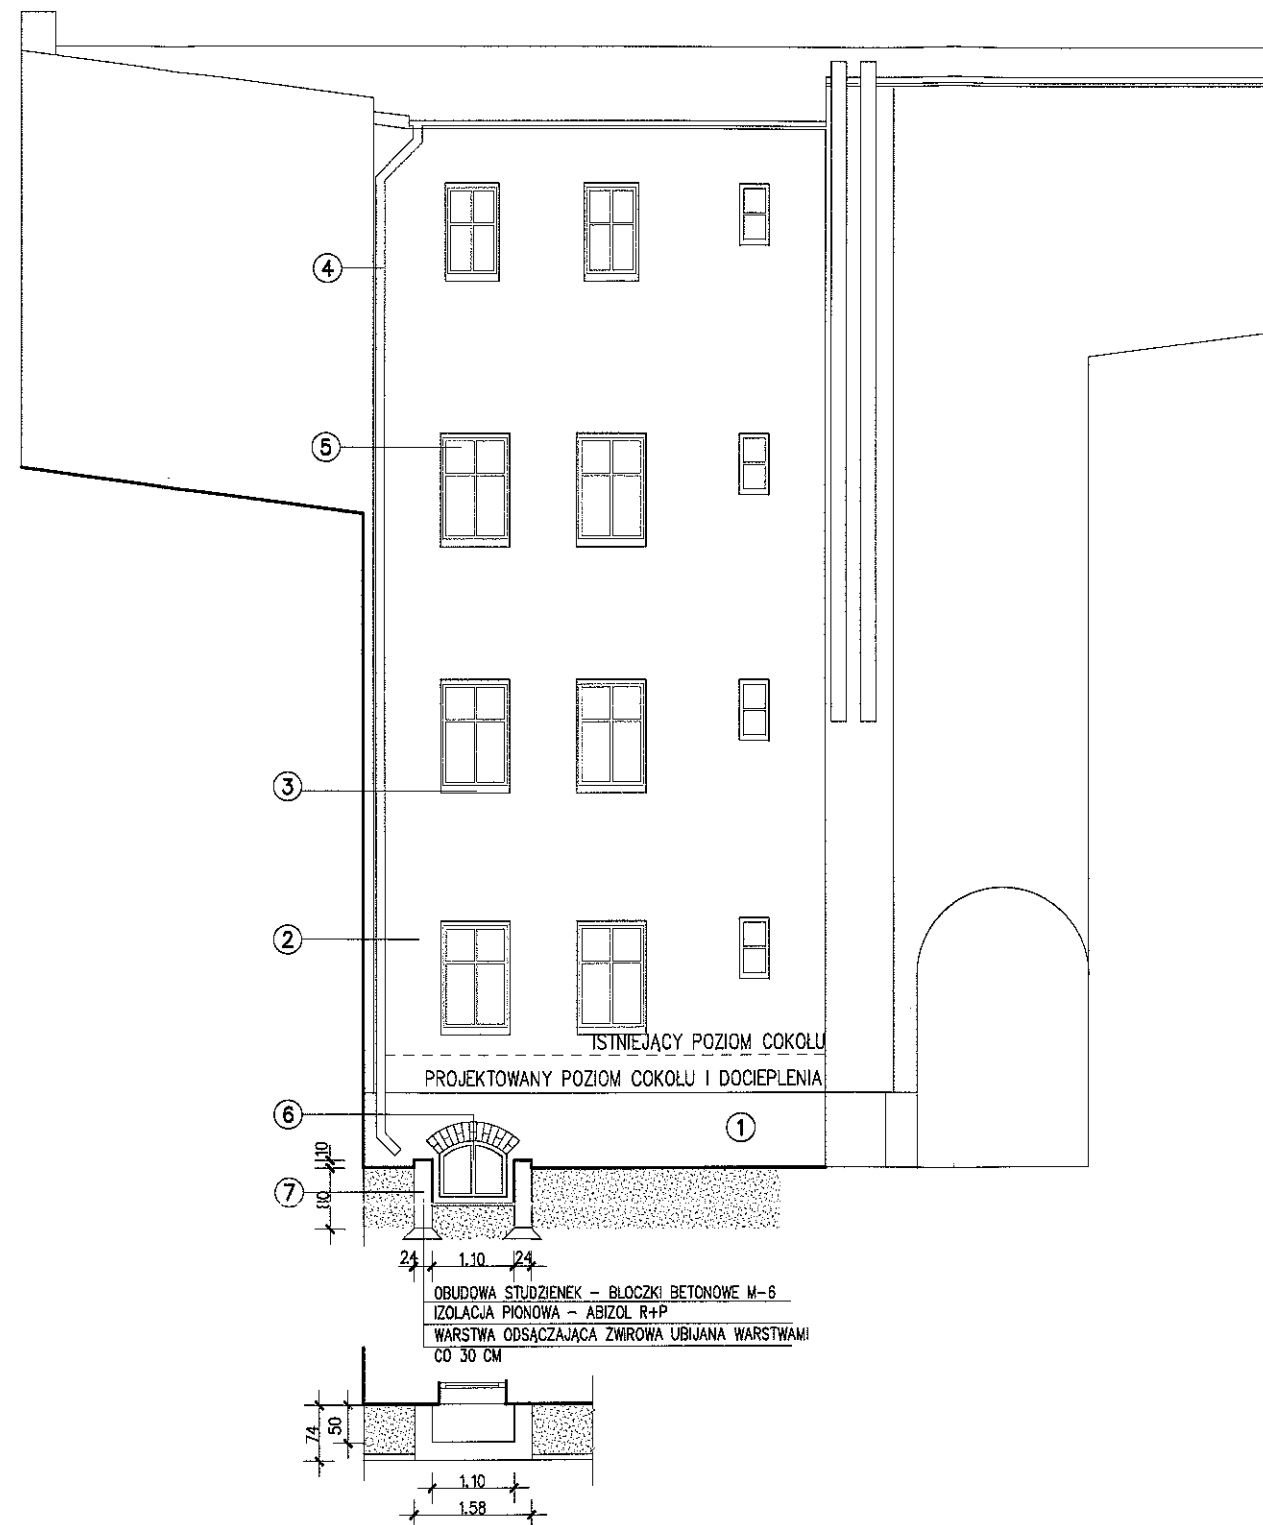 4
5
3
2
ISTNIEJĄCY POZIOM COKOŁU
PROJEKTOWANY POZIOM COKOŁU I DOCIEPLENIA
6
1
10
7
80
24 1.10 24
OBUDOWA STUDZIENEK – BLOCZKI BETONOWE M-6
IZOLACJA PIONOWA – ABIZOL R+P
WARSTWA ODSĄCZAJĄCA ŻWIROWA UBIJANA WARSTWAMI
CO 30 CM
74
50
1.10
1.58